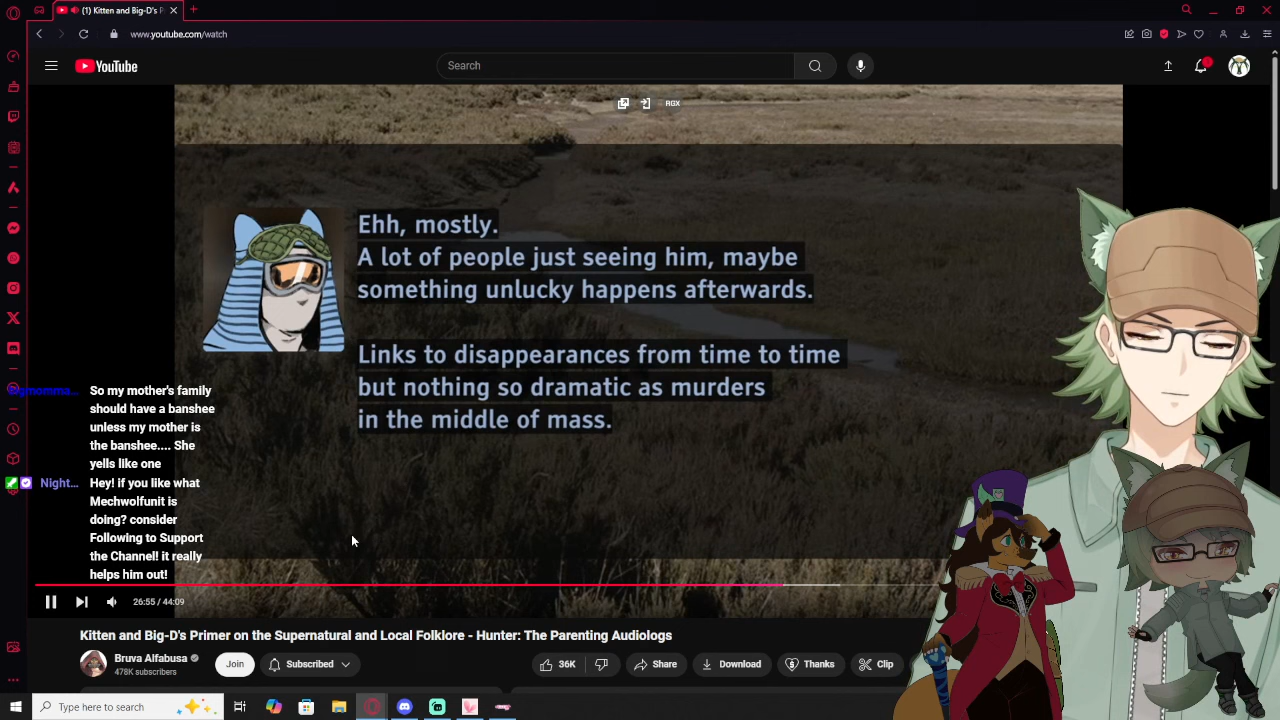 (1) Kitten and Big-D's P
www.youtube.com/watch
YouTube
Search
RGX
Ehh, mostly.
A lot of people just seeing him, maybe
something unlucky happens afterwards.
Links to disappearances from time to time
but nothing so dramatic as murders
in the middle of mass.
So my mother's family
should have a banshee
unless my mother is
the banshee.... She
yells like one
Night... Hey! if you like what
Mechwolfunit is
doing? consider
Following to Support
the Channel! it really
helps him out!
26:55 / 44:09
Kitten and Big-D's Primer on the Supernatural and Local Folklore - Hunter: The Parenting Audiologs
Bruva Alfabusa
478K subscribers
Join
Subscribed
36K
Share
Download
Thanks
Clip
Type here to search